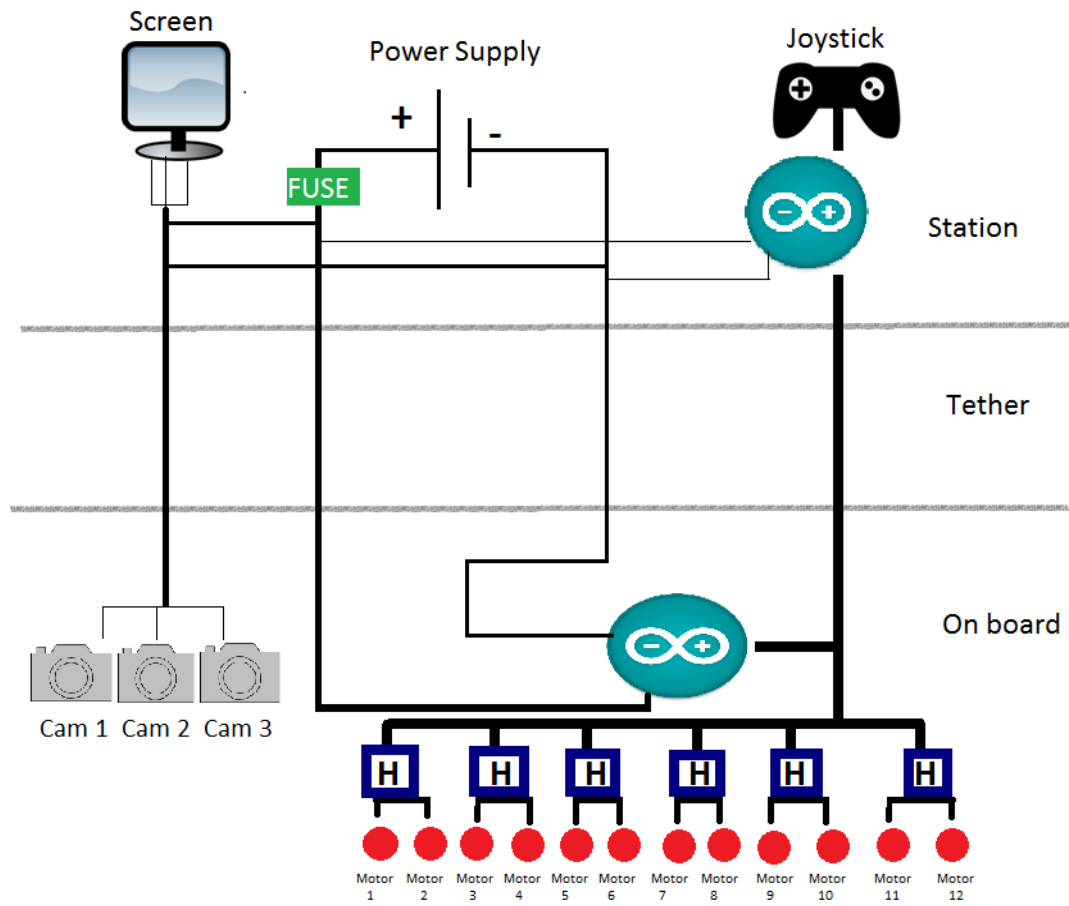 Screen
Power Supply
Joystick
+
-
FUSE
- +
Station
Tether
On board
- +
Cam 1
Cam 2
Cam 3
H
H
H
H
H
H
Motor
1
Motor
2
Motor
3
Motor
4
Motor
5
Motor
6
Motor
7
Motor
8
Motor
9
Motor
10
Motor
11
Motor
12